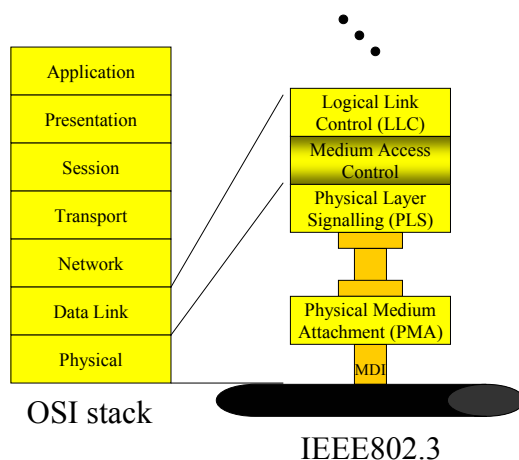 Application
Presentation
Session
Transport
Network
Data Link
Physical
OSI stack
Logical Link
Control (LLC)
Medium Access
Control
Physical Layer
Signalling (PLS)
Physical Medium
Attachment (PMA)
MDI
IEEE802.3